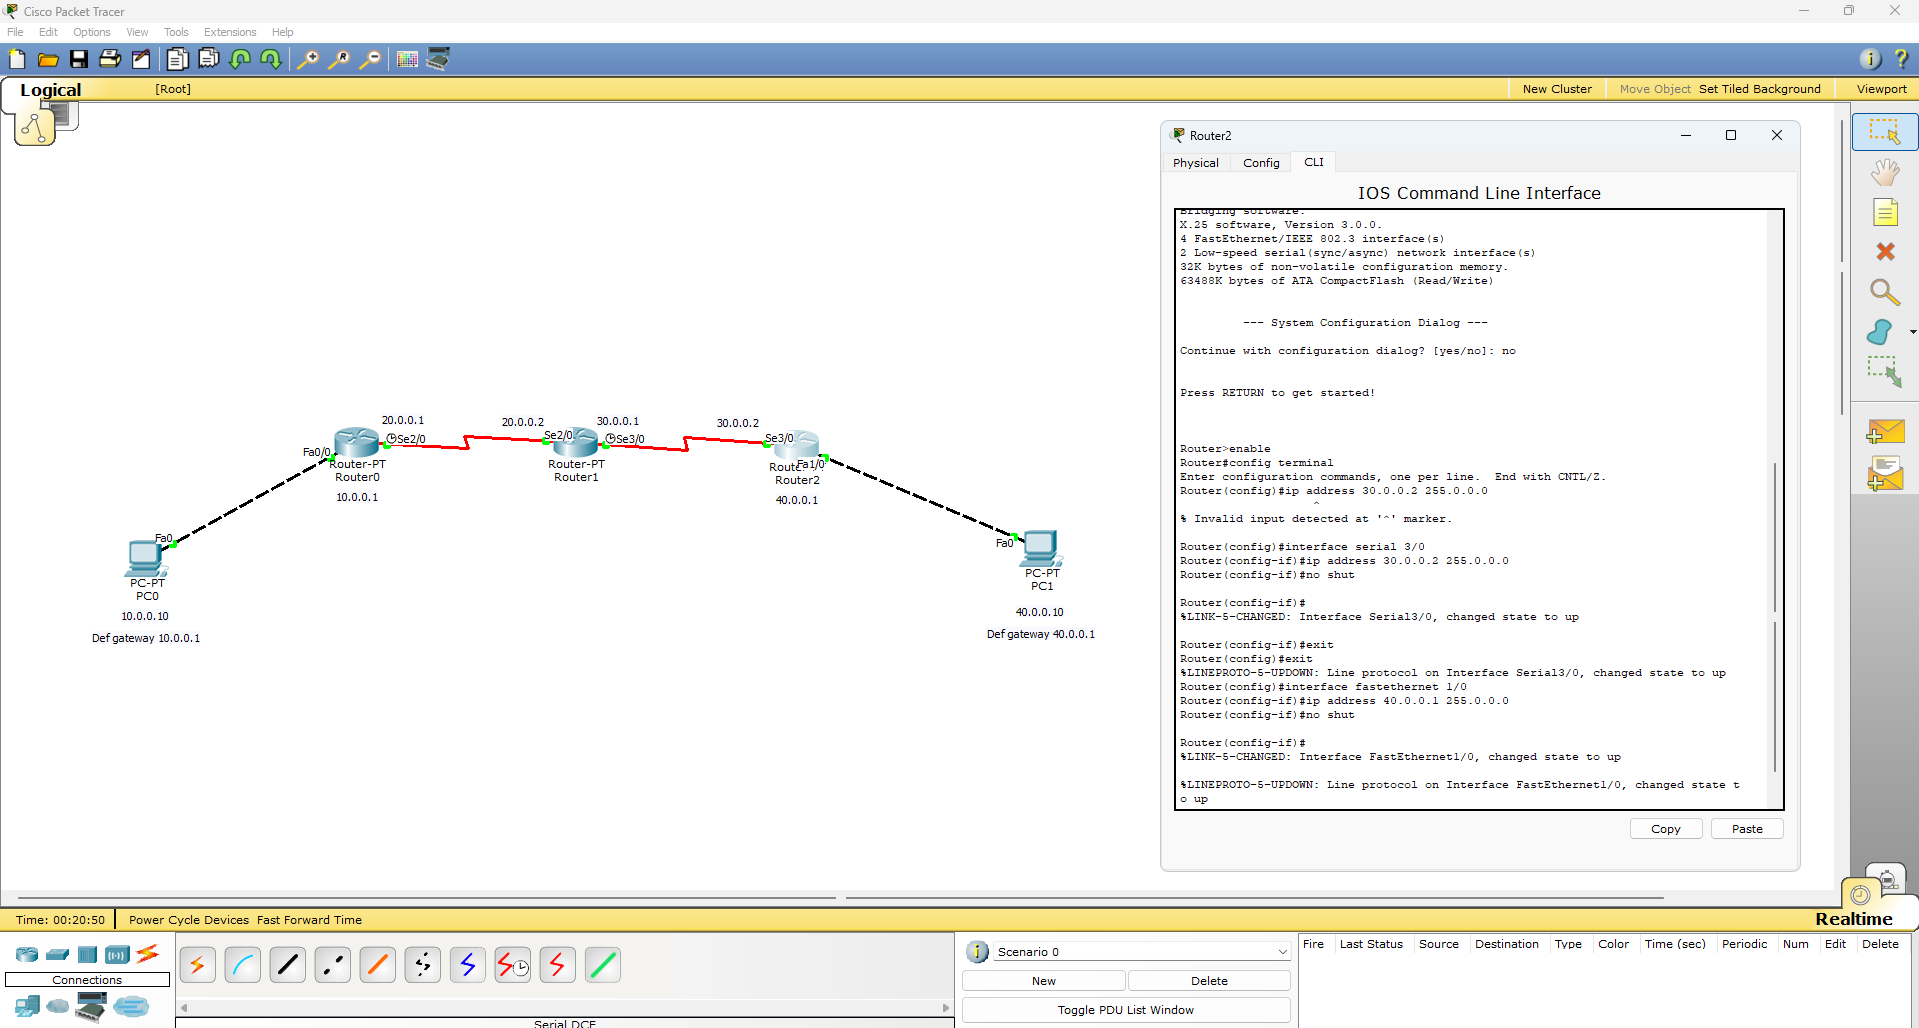 Cisco Packet Tracer
File Edit Options View Tools Extensions Help
Logical [Root] New Cluster Move Object Set Tiled Background Viewport
Router2
Physical Config CLI
IOS Command Line Interface
Bridging software.
X.25 software, Version 3.0.0.
4 FastEthernet/IEEE 802.3 interface(s)
2 Low-speed serial(sync/async) network interface(s)
32K bytes of non-volatile configuration memory.
63488K bytes of ATA CompactFlash (Read/Write)
--- System Configuration Dialog ---
Continue with configuration dialog? [yes/no]: no
Press RETURN to get started!
Router>enable
Router#config terminal
Enter configuration commands, one per line. End with CNTL/Z.
Router(config)#ip address 30.0.0.2 255.0.0.0
^
% Invalid input detected at '^' marker.
Router(config)#interface serial 3/0
Router(config-if)#ip address 30.0.0.2 255.0.0.0
Router(config-if)#no shut
Router(config-if)#
%LINK-5-CHANGED: Interface Serial3/0, changed state to up
Router(config-if)#exit
Router(config)#exit
%LINEPROTO-5-UPDOWN: Line protocol on Interface Serial3/0, changed state to up
Router(config)#interface fastethernet 1/0
Router(config-if)#ip address 40.0.0.1 255.0.0.0
Router(config-if)#no shut
Router(config-if)#
%LINK-5-CHANGED: Interface FastEthernet1/0, changed state to up
%LINEPROTO-5-UPDOWN: Line protocol on Interface FastEthernet1/0, changed state t
o up
Copy Paste
20.0.0.1 20.0.0.2 30.0.0.1 30.0.0.2
Fa0/0 Se2/0 Se2/0 Se3/0 Se3/0
Router-PT
Router0
10.0.0.1
Router-PT
Router1
Fa1/0
Router2
40.0.0.1
Fa0
PC-PT
PC0
10.0.0.10
Def gateway 10.0.0.1
Fa0
PC-PT
PC1
40.0.0.10
Def gateway 40.0.0.1
Time: 00:20:50 Power Cycle Devices Fast Forward Time Realtime
Connections
Serial DCE
Scenario 0
New Delete
Toggle PDU List Window
Fire Last Status Source Destination Type Color Time (sec) Periodic Num Edit Delete